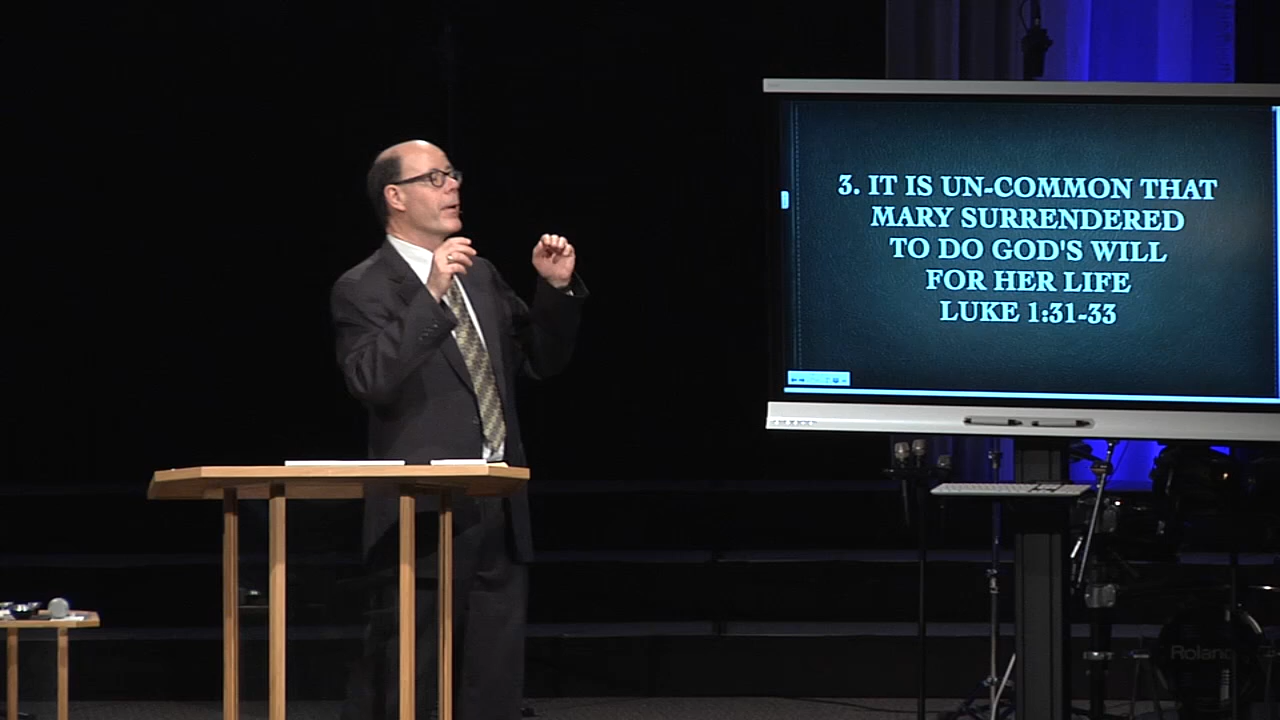 3. IT IS UN-COMMON THAT
MARY SURRENDERED
TO DO GOD'S WILL
FOR HER LIFE
LUKE 1:31-33
Roland